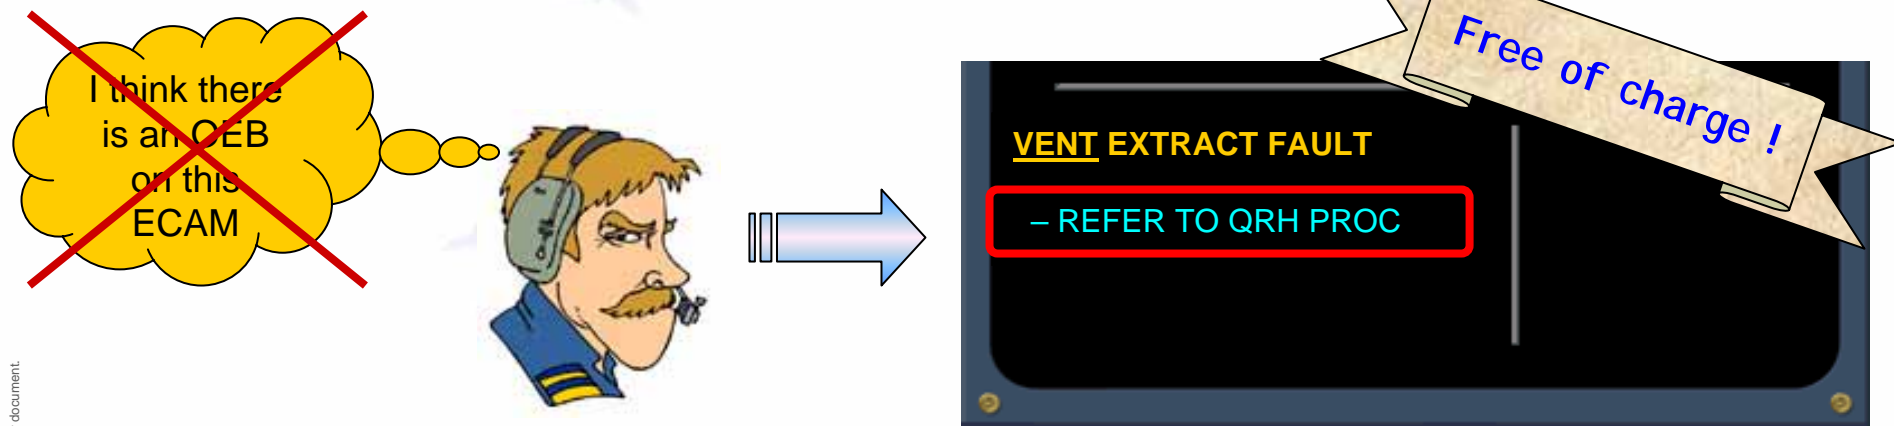 I think there
is an OEB
on this
ECAM
Free of charge !
VENT EXTRACT FAULT
– REFER TO QRH PROC
document.